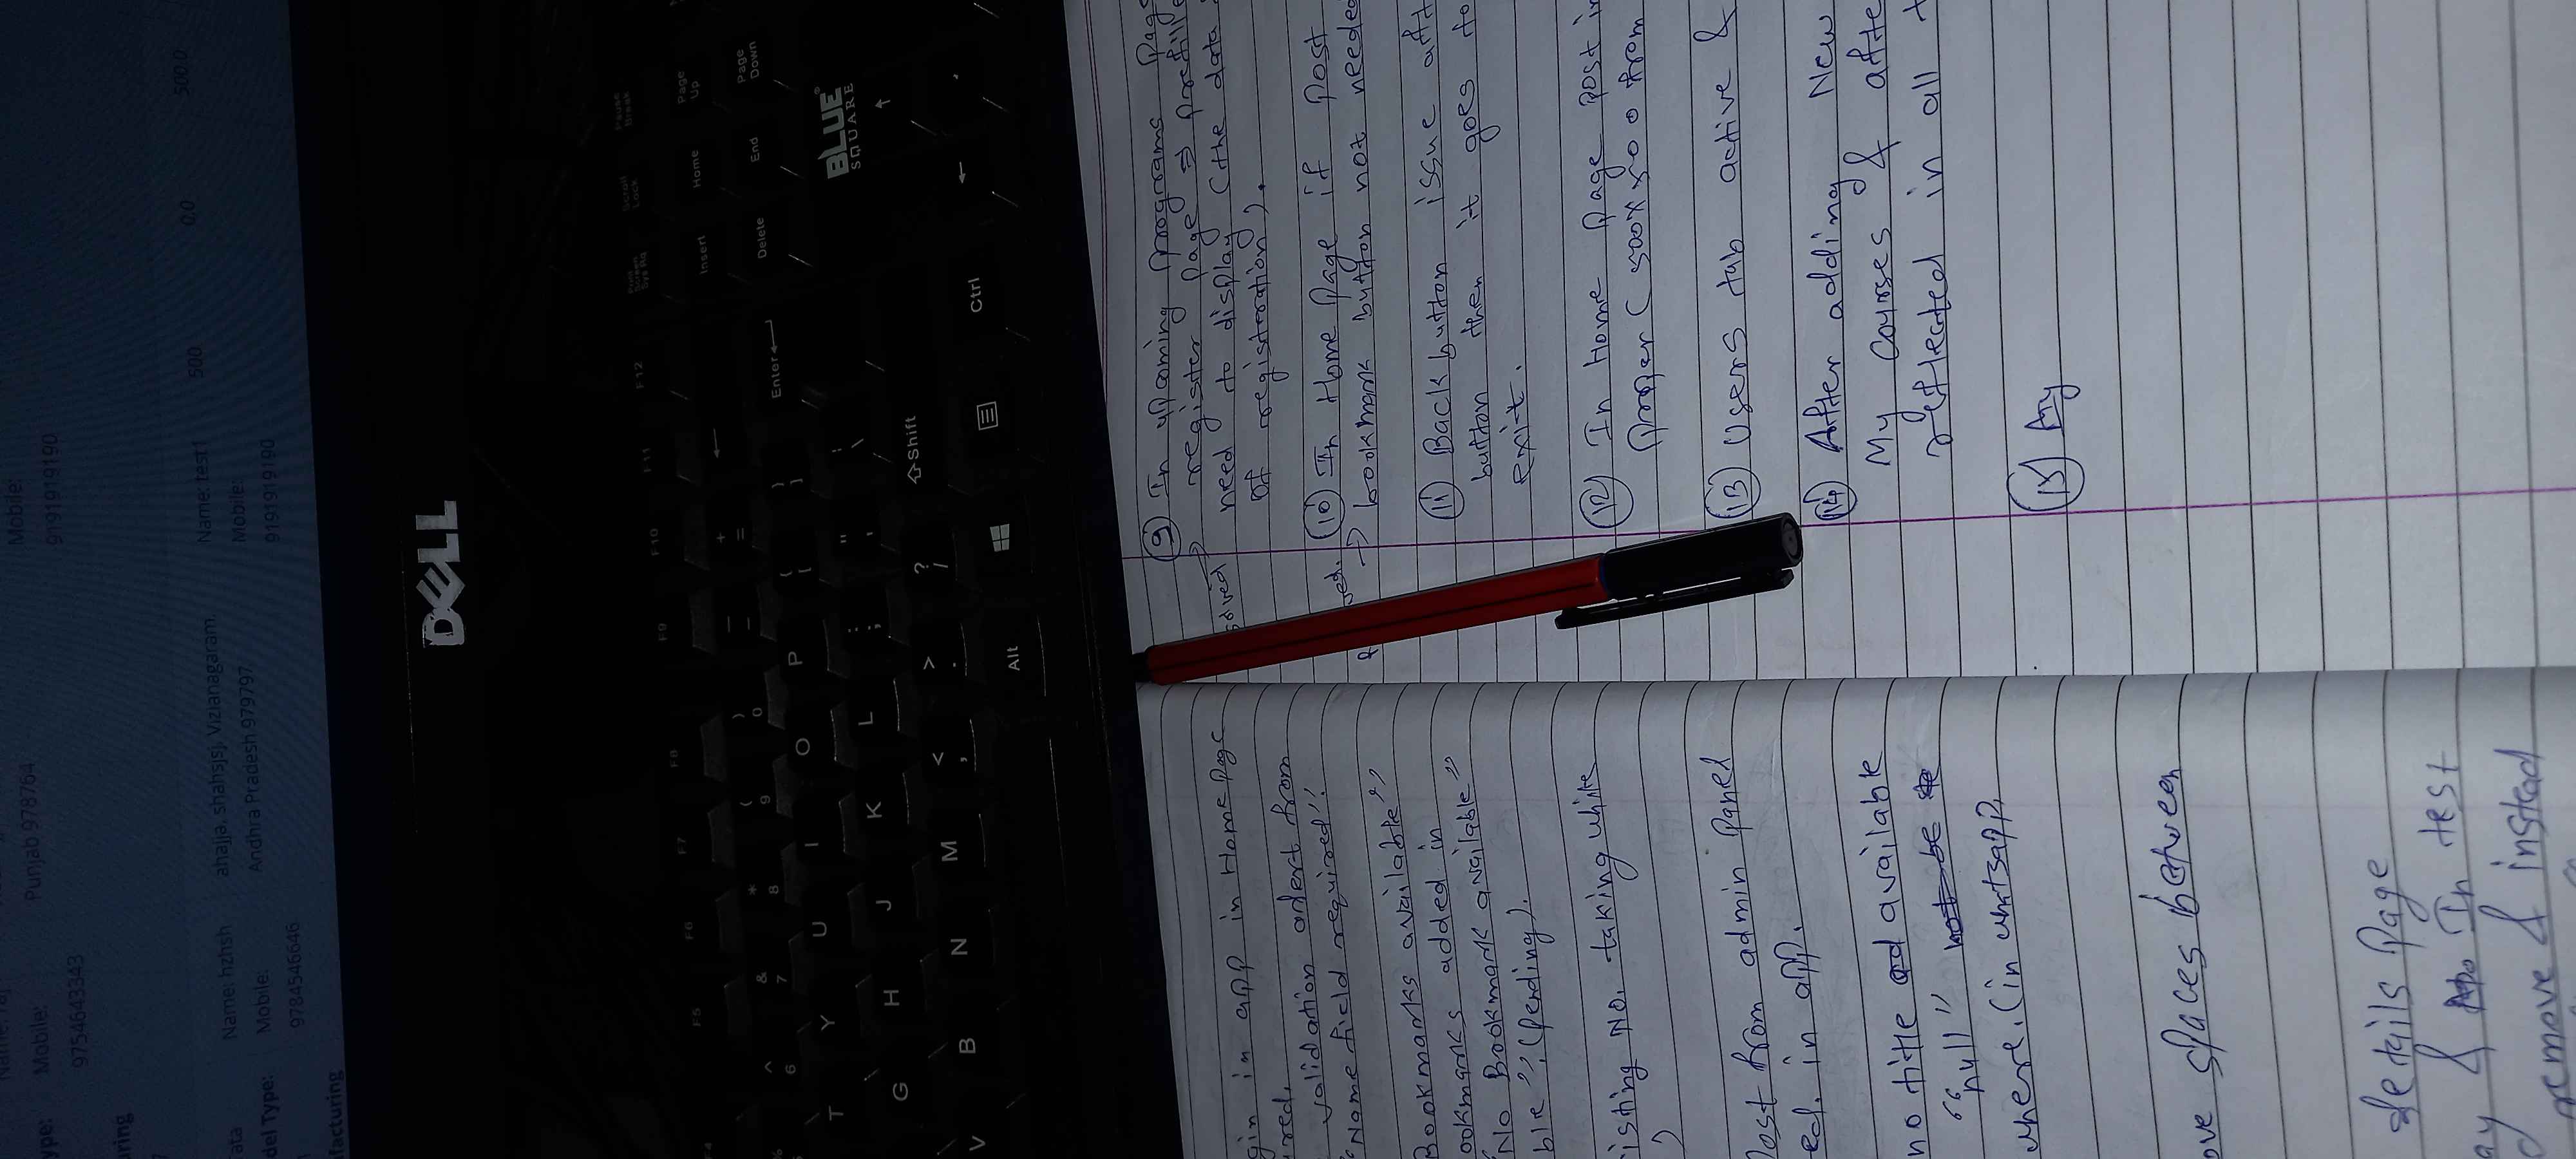 Mobile:
Punjab 978764
Mobile:
ype:
9754643343
9191919190
uring
Name: hzhsh
ahajja, shahsjsj, Vizianagaram,
Name: test1
500
0.0
500.0
ata
del Type:
Mobile:
Andhra Pradesh 979797
Mobile:
9784546646
9191919190
facturing
DELL
F4 F5 F6 F7 F8 F9 F10 F11 F12 Print Screen Sys Rq Scroll Lock Pause Break
% ^ 6 & 7 * 8 ( 9 ) 0 — - + = ← Insert Home Page Up
T Y U I O P { [ } ] Enter Delete End Page Down
G H J K L : ; " ' | \
BLUE
SQUARE
V B N M < , > . ? / Shift ↑
Alt Ctrl ←
gin in app in Home Page
red.
validation alert from
"Name field required".
Bookmarks available"
ookmarks added in
"No Bookmark available"
ble", (pending).
isting No. taking white
)
Post from admin panel
ed. in app.
no title ad available
"null" not be
where. (in whatsapp,
ove spaces between
details page
ay & In test
remove & instead
9 In upcoming programs Page
solved → register page ⇒ prefille
need to display (the data
of registeration).
10 In Home page if post
ved. → bookmark button not needed
11 Back button issue aft
button then it goes to
exit.
12 In Home page post in
proper (500x500 from
13 Users tab active &
14 After adding New
My courses & afte
reflected in all t
15